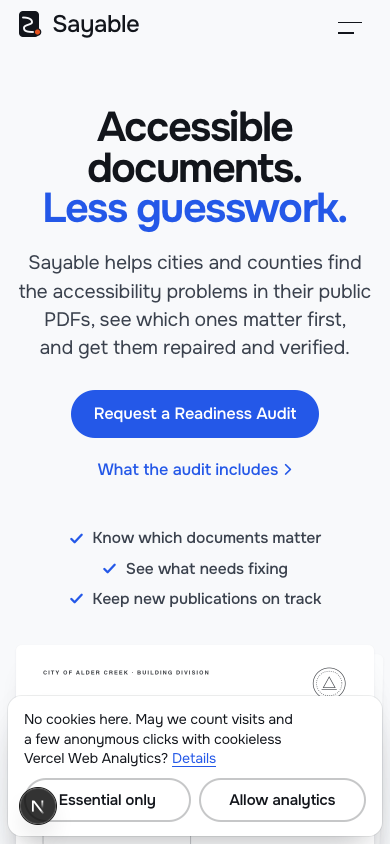 Sayable
Accessible
documents.
Less guesswork.
Sayable helps cities and counties find
the accessibility problems in their public
PDFs, see which ones matter first,
and get them repaired and verified.
Request a Readiness Audit
What the audit includes
Know which documents matter
See what needs fixing
Keep new publications on track
CITY OF ALDER CREEK · BUILDING DIVISION
No cookies here. May we count visits and
a few anonymous clicks with cookieless
Vercel Web Analytics? Details
Essential only
Allow analytics
N